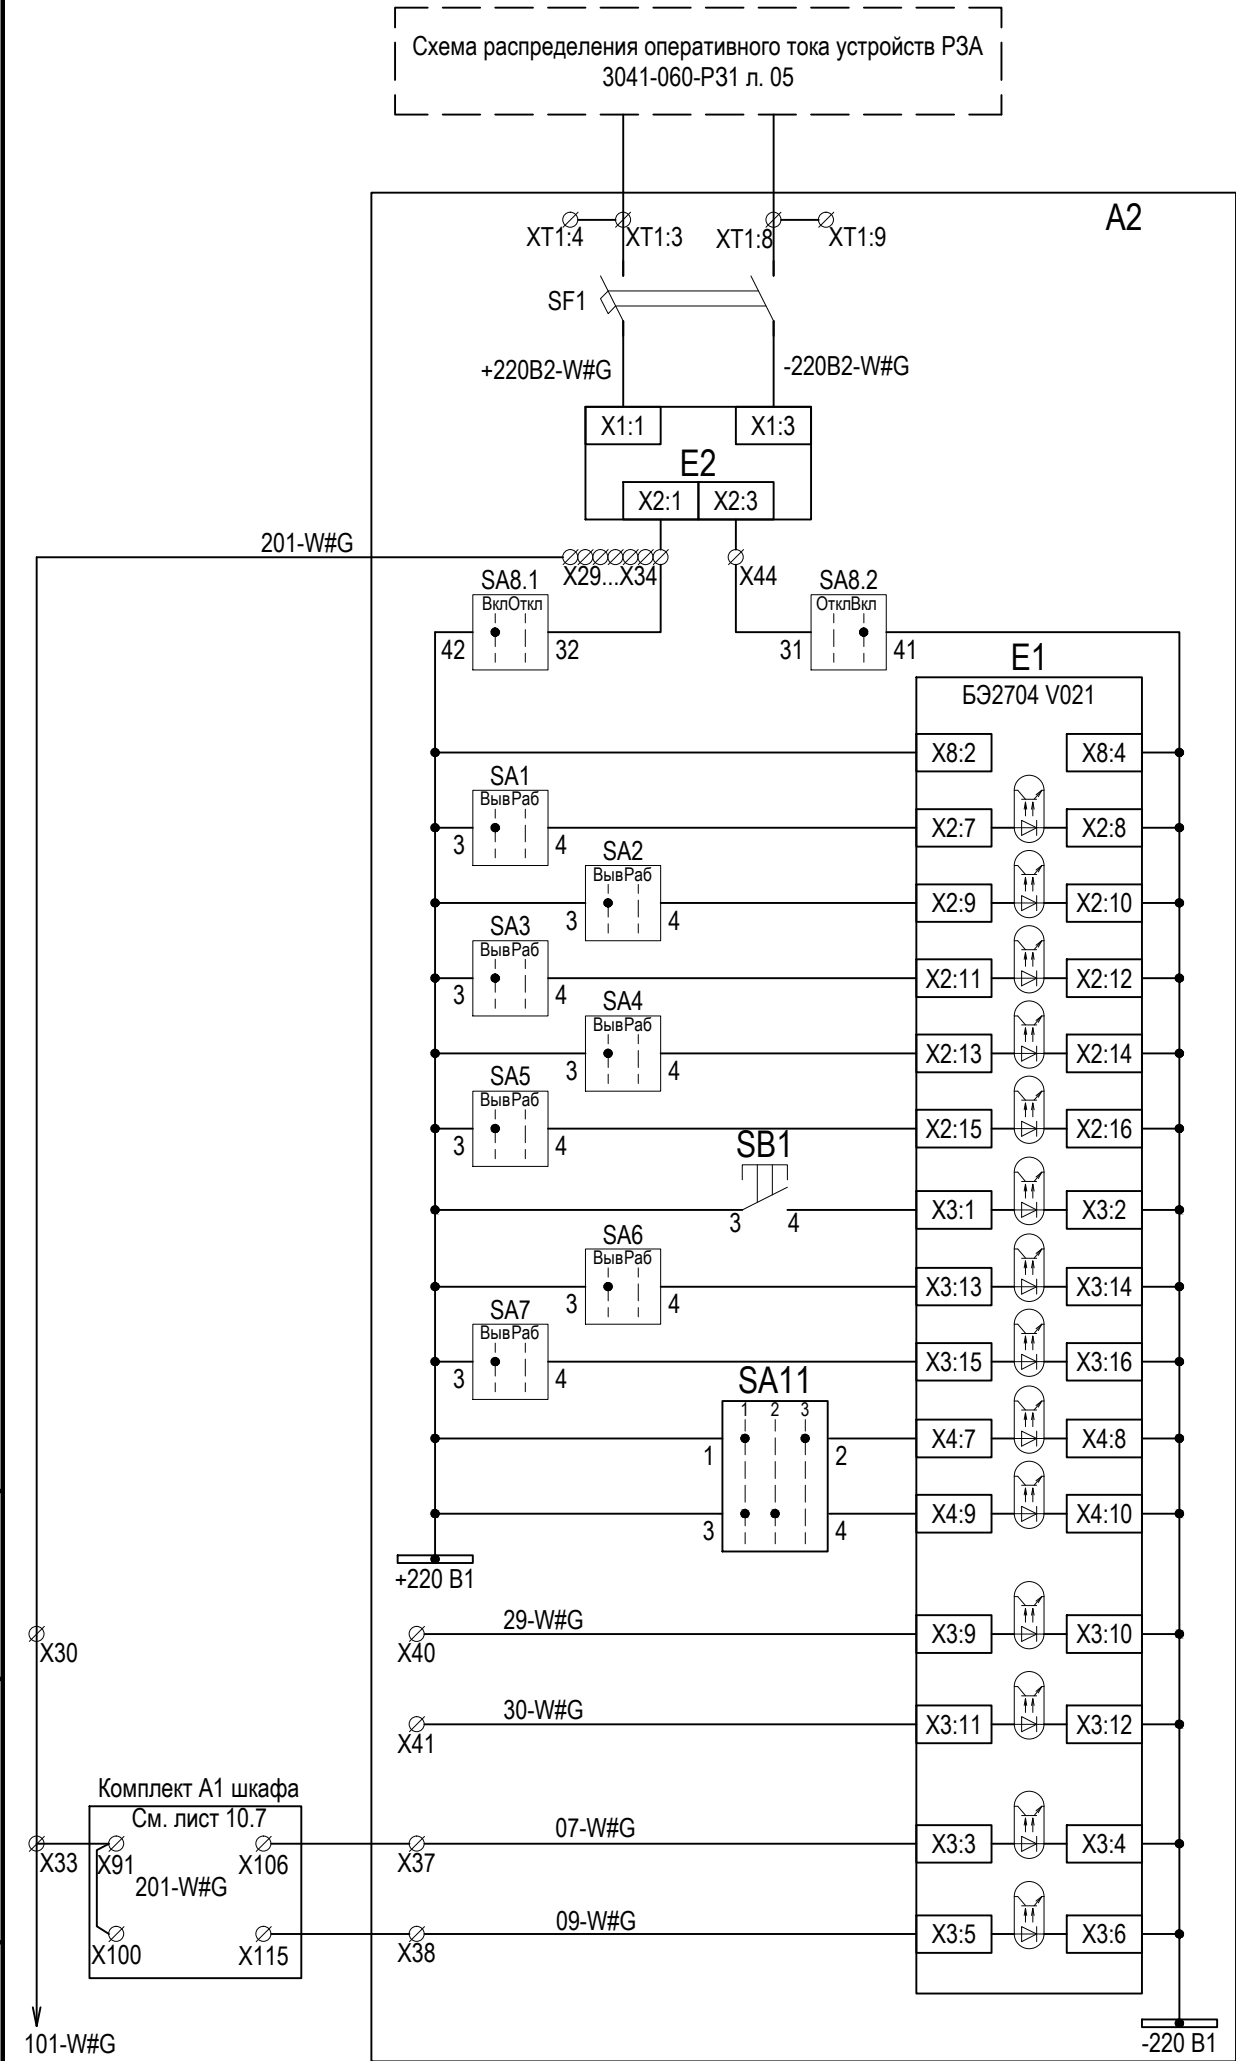 Схема распределения оперативного тока устройств РЗА
3041-060-РЗ1 л. 05
A2
XT1:4 XT1:3 XT1:8 XT1:9
SF1
+220В2-W#G -220В2-W#G
X1:1 X1:3
E2
X2:1 X2:3
201-W#G
X29...X34 X44
SA8.1 SA8.2
ВклОткл ОтклВкл
42 32 31 41
E1
БЭ2704 V021
X8:2 X8:4
SA1
ВывРаб
3 4 X2:7 X2:8
SA2
ВывРаб
3 4 X2:9 X2:10
SA3
ВывРаб
3 4 X2:11 X2:12
SA4
ВывРаб
3 4 X2:13 X2:14
SA5
ВывРаб
3 4 X2:15 X2:16
SB1
3 4 X3:1 X3:2
SA6
ВывРаб
3 4 X3:13 X3:14
SA7
ВывРаб
3 4 X3:15 X3:16
SA11
1 2 3
1 2 X4:7 X4:8
3 4 X4:9 X4:10
+220 В1
X30 X40 29-W#G X3:9 X3:10
X41 30-W#G X3:11 X3:12
Комплект А1 шкафа
См. лист 10.7
X33 X91 X106 X37 07-W#G X3:3 X3:4
201-W#G
X100 X115 X38 09-W#G X3:5 X3:6
101-W#G
-220 В1